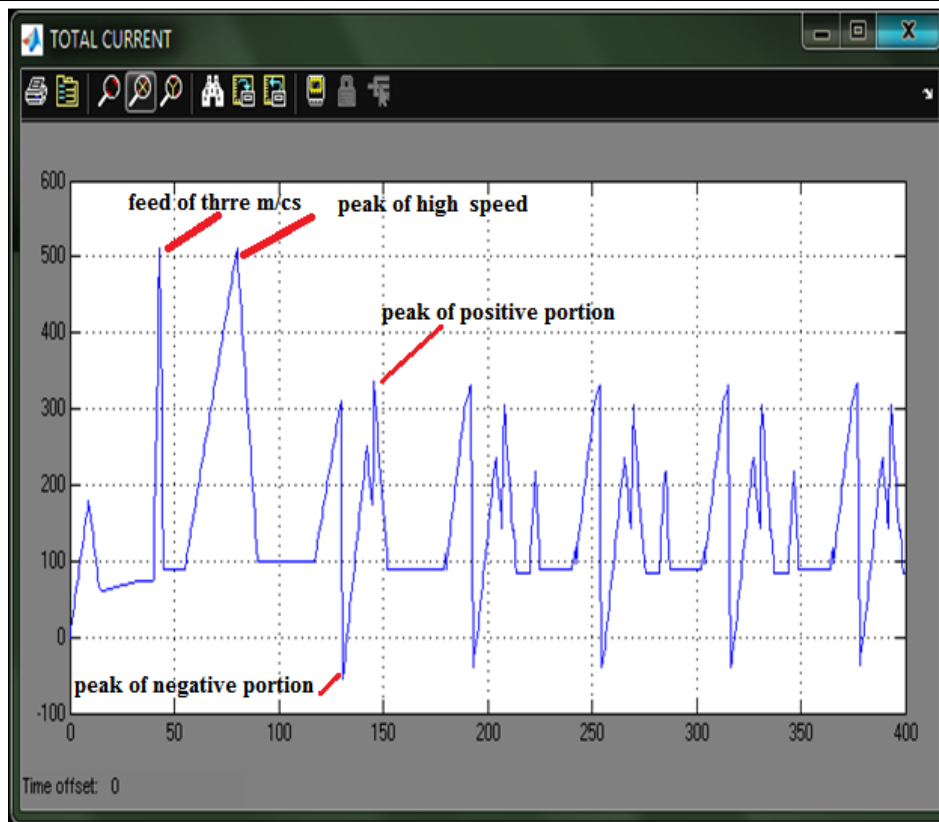 TOTAL CURRENT
600
feed of thrre m/cs
peak of high speed
500
400
peak of positive portion
300
200
100
0
peak of negative portion
-100
0 50 100 150 200 250 300 350 400
Time offset: 0